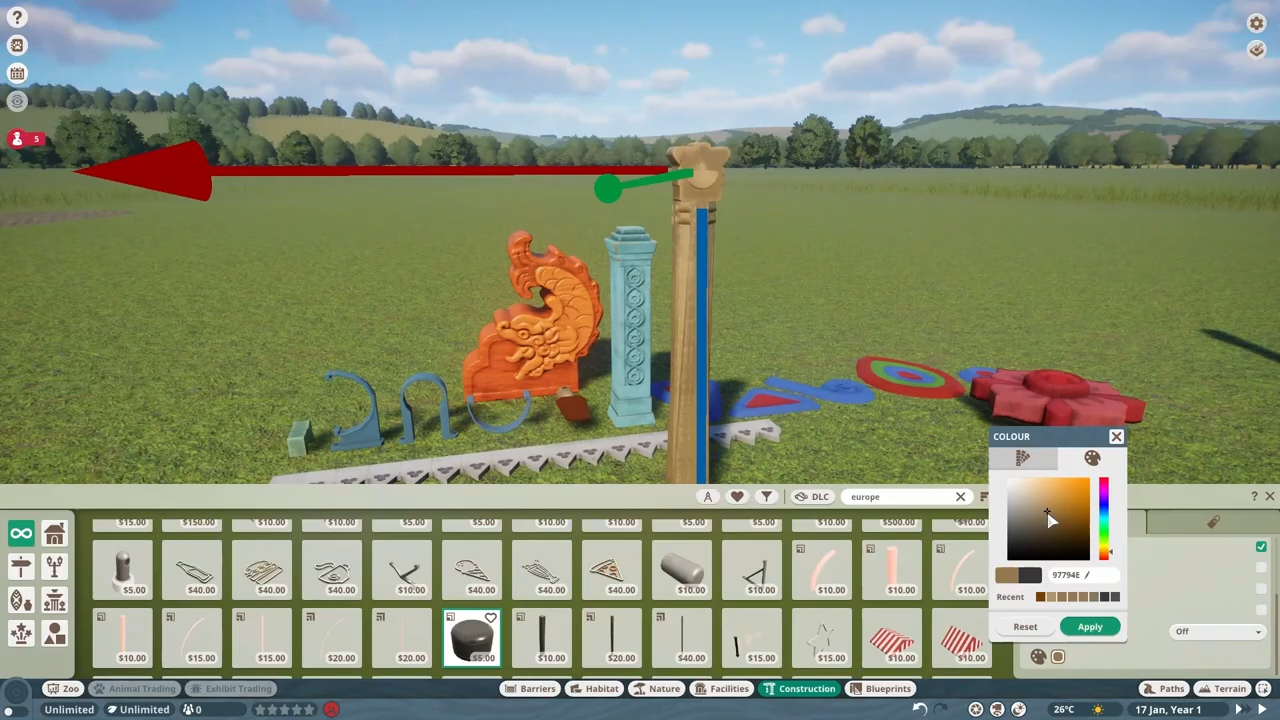 ?
5
DLC
europe
?
COLOUR
$15.00 $150.00 $10.00 $10.00 $5.00 $5.00 $10.00 $10.00 $5.00 $5.00 $10.00 $500.00 $10.00
$5.00 $40.00 $40.00 $40.00 $10.00 $40.00 $40.00 $40.00 $10.00 $10.00 $10.00 $10.00 $10.00
97794E /
Recent
$10.00 $15.00 $15.00 $20.00 $20.00 $5.00 $10.00 $20.00 $40.00 $15.00 $15.00 $10.00 $10.00
Reset Apply
Off
Zoo Animal Trading Exhibit Trading Barriers Habitat Nature Facilities Construction Blueprints Paths Terrain
Unlimited Unlimited 0 26°C 17 Jan, Year 1